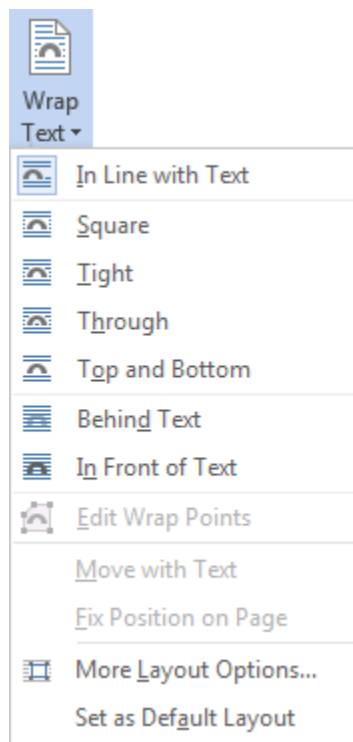 Wrap
Text
In Line with Text
Square
Tight
Through
Top and Bottom
Behind Text
In Front of Text
Edit Wrap Points
Move with Text
Fix Position on Page
More Layout Options...
Set as Default Layout